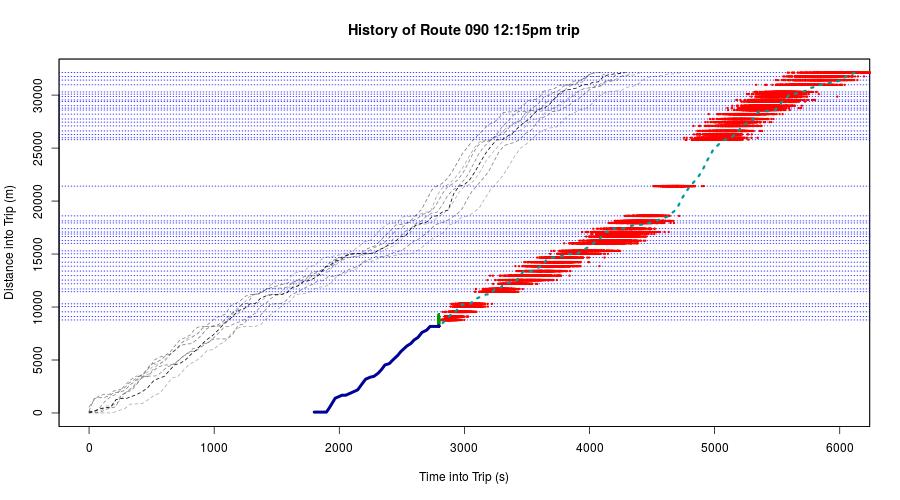 History of Route 090 12:15pm trip
Distance into Trip (m)
30000
25000
20000
15000
10000
5000
0
0 1000 2000 3000 4000 5000 6000
Time into Trip (s)